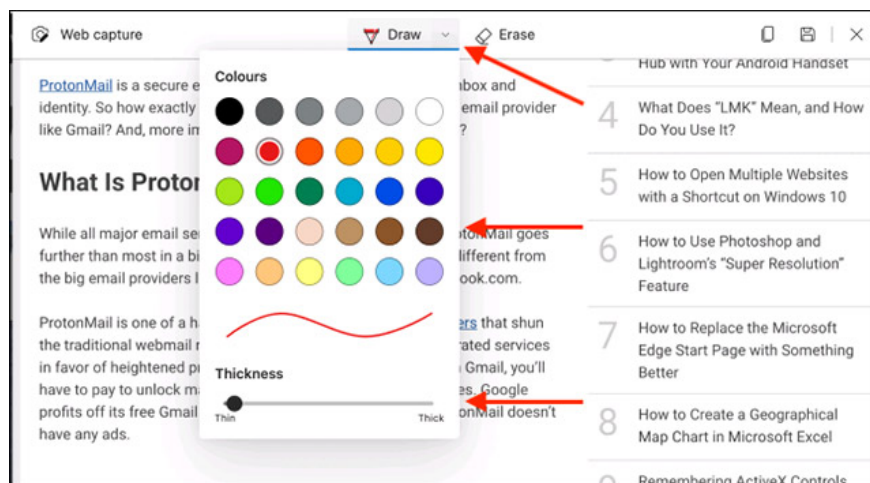 Web capture
Draw
Erase
ProtonMail is a secure e
nbox and
identity. So how exactly
email provider
like Gmail? And, more im
?
What Is Proton
While all major email se
tonMail goes
further than most in a bi
different from
the big email providers l
ook.com.
ProtonMail is one of a h
ers that shun
the traditional webmail r
rated services
in favor of heightened p
Gmail, you'll
have to pay to unlock m
es. Google
profits off its free Gmail
onMail doesn't
have any ads.
Colours
Thickness
Thin
Thick
Hub with Your Android Handset
4
What Does “LMK” Mean, and How
Do You Use It?
5
How to Open Multiple Websites
with a Shortcut on Windows 10
6
How to Use Photoshop and
Lightroom’s “Super Resolution”
Feature
7
How to Replace the Microsoft
Edge Start Page with Something
Better
8
How to Create a Geographical
Map Chart in Microsoft Excel
Remembering ActiveX Controls